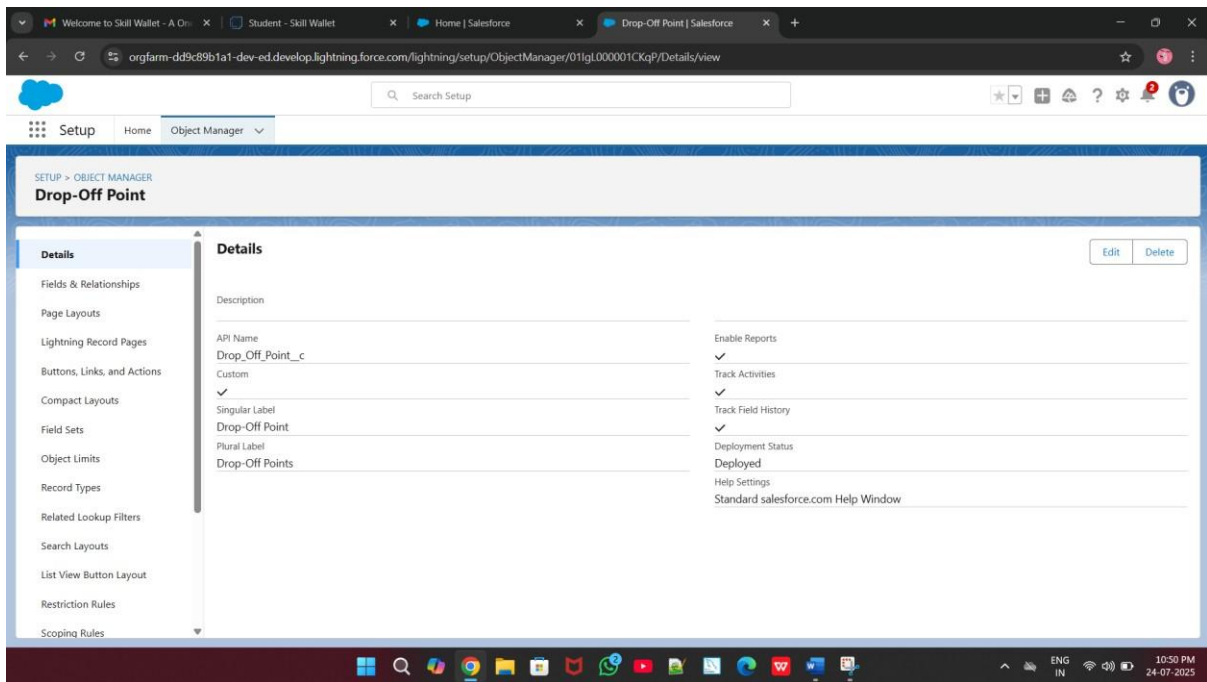 Welcome to Skill Wallet - A On
Student - Skill Wallet
Home | Salesforce
Drop-Off Point | Salesforce
orgfarm-dd9c89b1a1-dev-ed.develop.lightning.force.com/lightning/setup/ObjectManager/01IgL000001CKqP/Details/view
Search Setup
2
Setup
Home
Object Manager
SETUP > OBJECT MANAGER
Drop-Off Point
Details
Fields & Relationships
Page Layouts
Lightning Record Pages
Buttons, Links, and Actions
Compact Layouts
Field Sets
Object Limits
Record Types
Related Lookup Filters
Search Layouts
List View Button Layout
Restriction Rules
Scoping Rules
Details
Edit
Delete
Description
API Name
Drop_Off_Point__c
Custom
Singular Label
Drop-Off Point
Plural Label
Drop-Off Points
Enable Reports
Track Activities
Track Field History
Deployment Status
Deployed
Help Settings
Standard salesforce.com Help Window
ENG
IN
10:50 PM
24-07-2025